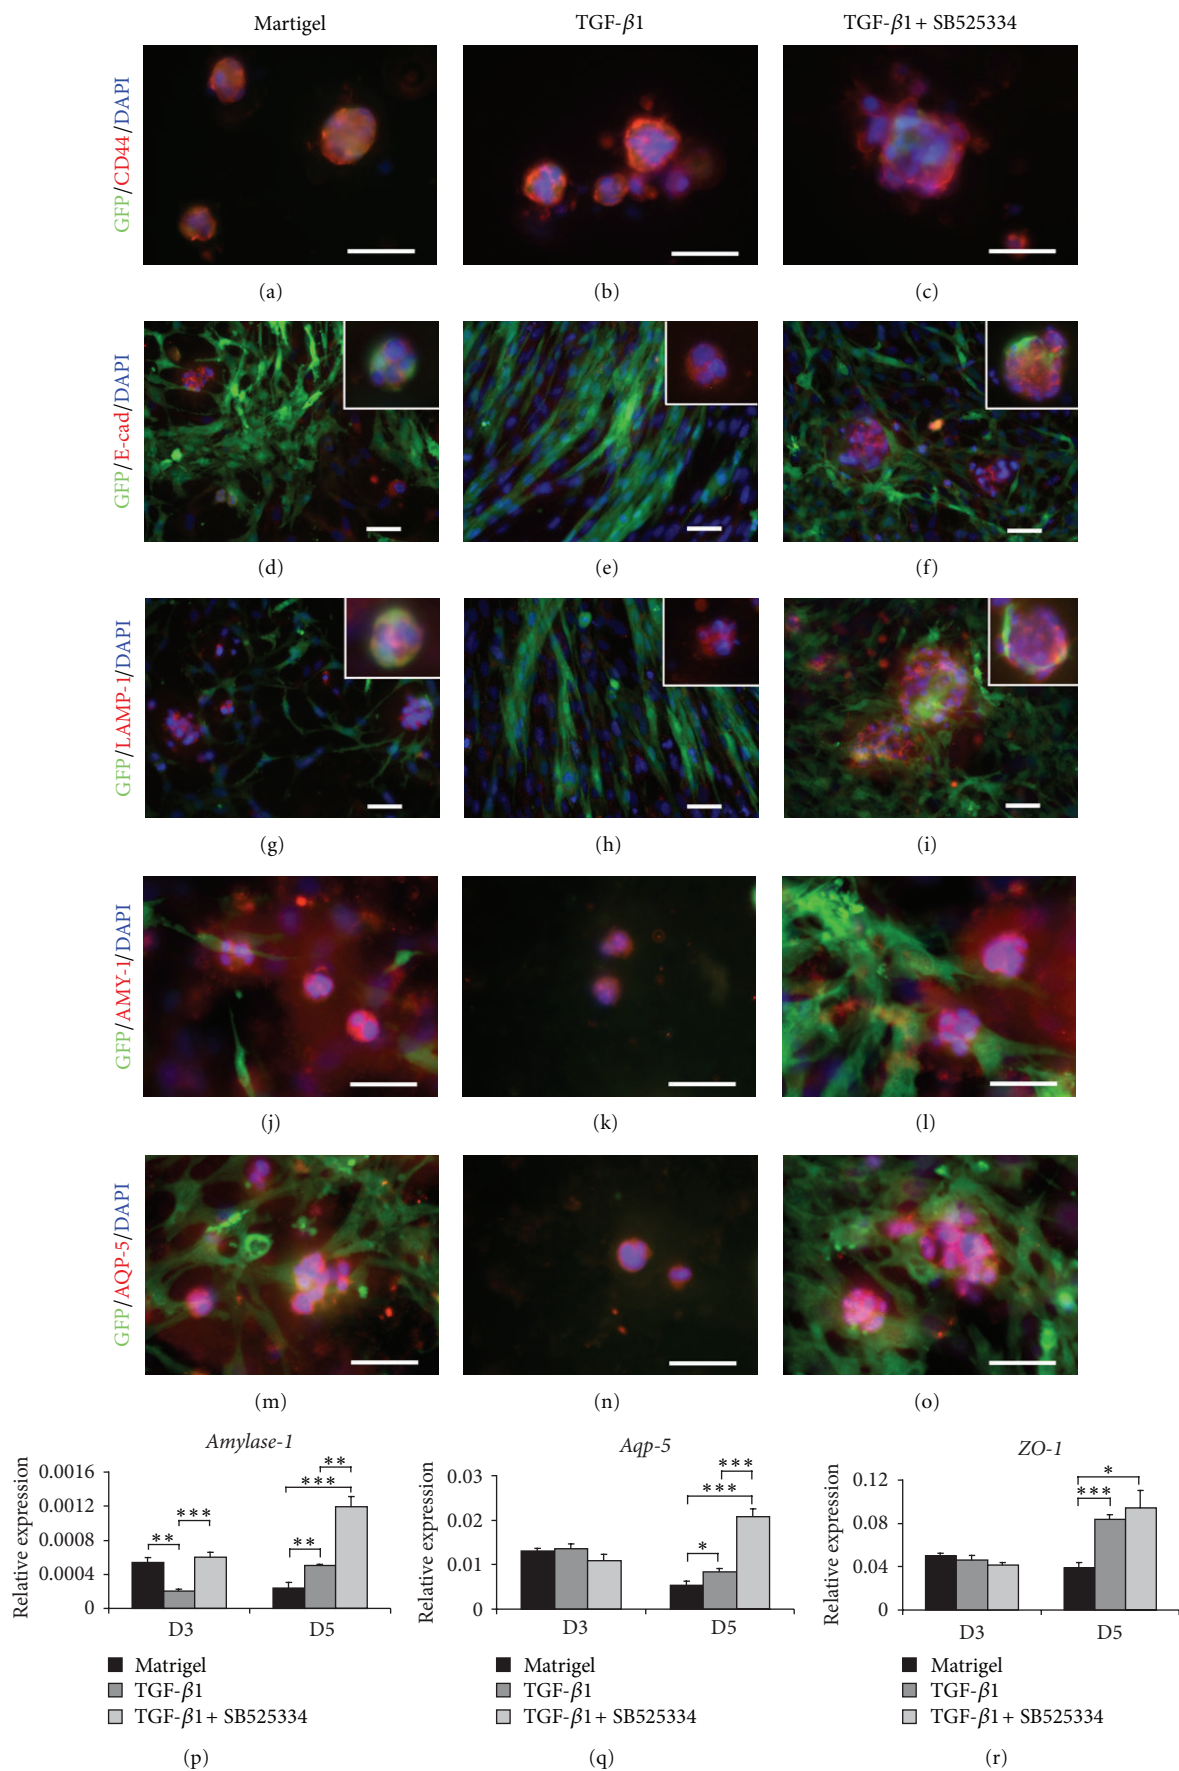 Martigel
TGF-β1
TGF-β1 + SB525334
GFP/CD44/DAPI
(a)
(b)
(c)
GFP/E-cad/DAPI
(d)
(e)
(f)
GFP/LAMP-1/DAPI
(g)
(h)
(i)
GFP/AMY-1/DAPI
(j)
(k)
(l)
GFP/AQP-5/DAPI
(m)
(n)
(o)
Amylase-1
Relative expression
0.0016
0.0012
0.0008
0.0004
0
**
***
**
***
**
D3
D5
Matrigel
TGF-β1
TGF-β1 + SB525334
(p)
Aqp-5
Relative expression
0.03
0.02
0.01
0
*
***
***
D3
D5
Matrigel
TGF-β1
TGF-β1 + SB525334
(q)
ZO-1
Relative expression
0.12
0.08
0.04
0
***
*
D3
D5
Matrigel
TGF-β1
TGF-β1 + SB525334
(r)